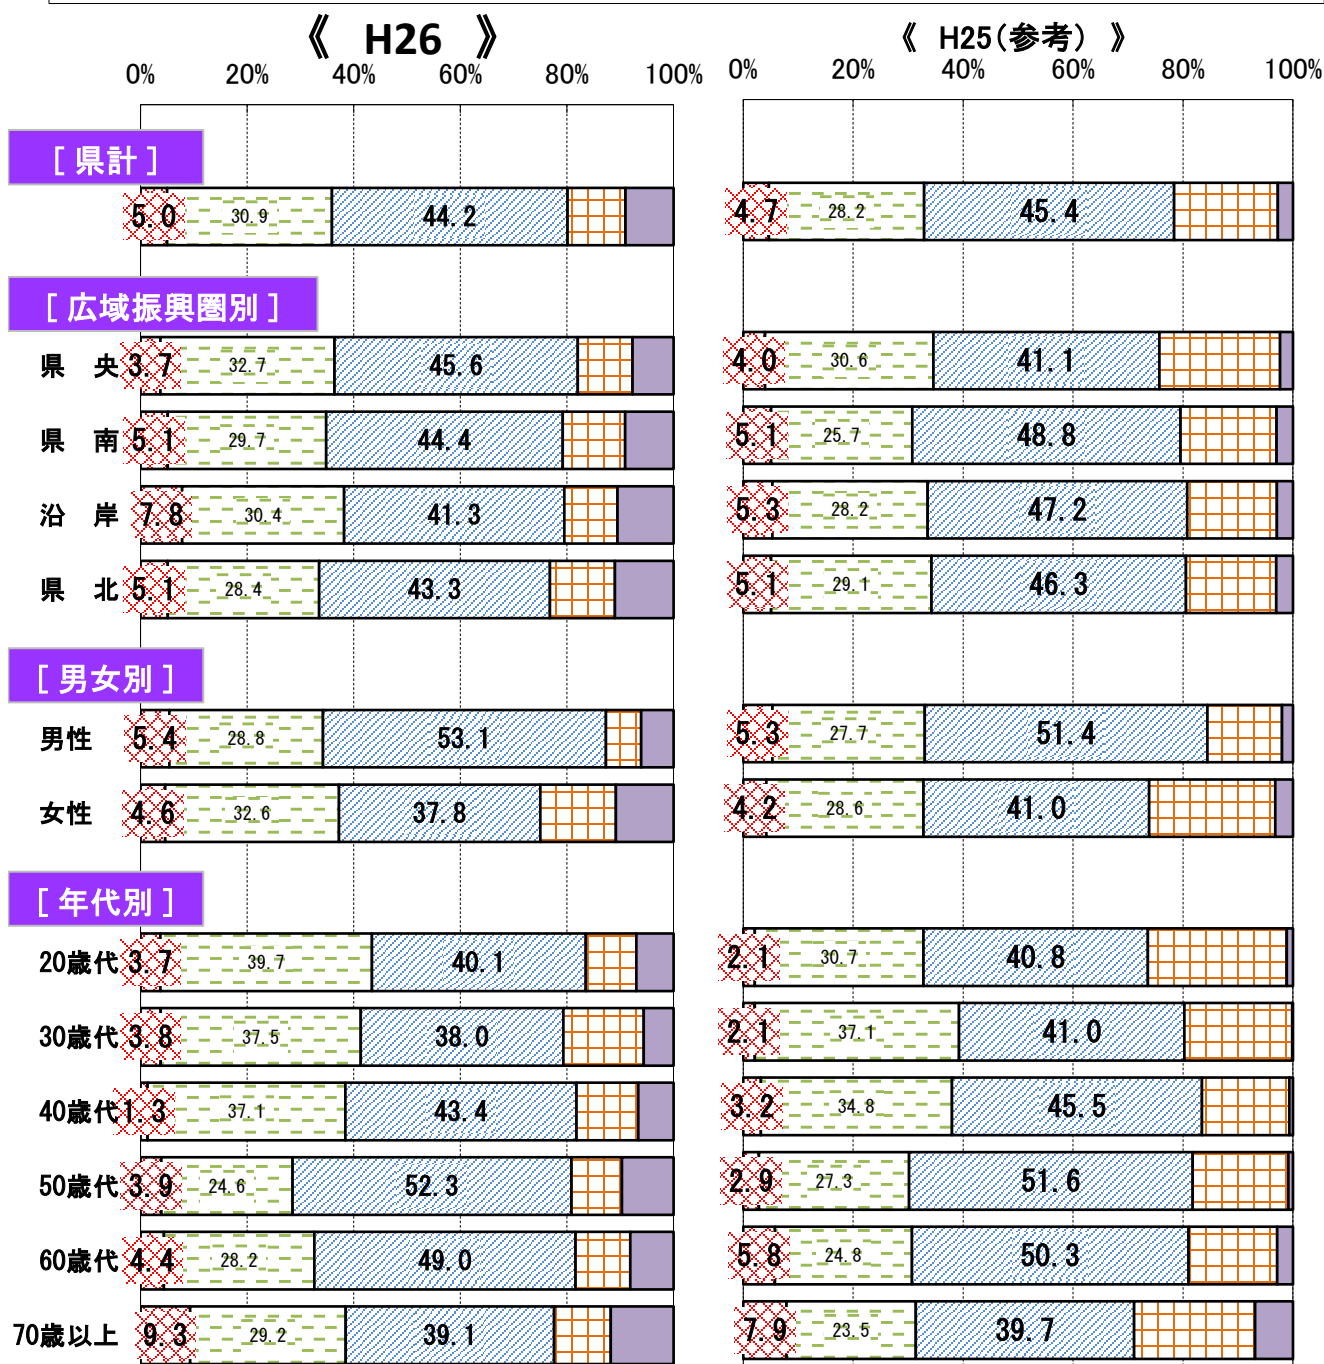 《 H26 》
《 H25(参考) 》
0% 20% 40% 60% 80% 100%
0% 20% 40% 60% 80% 100%
[ 県計 ]
5.0 30.9 44.2
4.7 28.2 45.4
[ 広域振興圏別 ]
県 央 3.7 32.7 45.6
4.0 30.6 41.1
県 南 5.1 29.7 44.4
5.1 25.7 48.8
沿 岸 7.8 30.4 41.3
5.3 28.2 47.2
県 北 5.1 28.4 43.3
5.1 29.1 46.3
[ 男女別 ]
男性 5.4 28.8 53.1
5.3 27.7 51.4
女性 4.6 32.6 37.8
4.2 28.6 41.0
[ 年代別 ]
20歳代 3.7 39.7 40.1
2.1 30.7 40.8
30歳代 3.8 37.5 38.0
2.1 37.1 41.0
40歳代 1.3 37.1 43.4
3.2 34.8 45.5
50歳代 3.9 24.6 52.3
2.9 27.3 51.6
60歳代 4.4 28.2 49.0
5.8 24.8 50.3
70歳以上 9.3 29.2 39.1
7.9 23.5 39.7